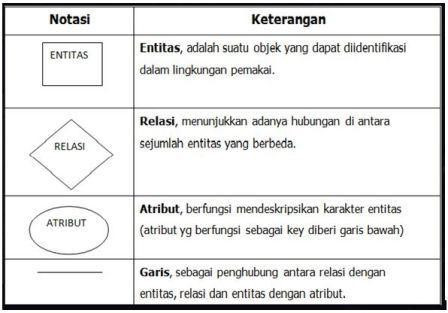 Notasi Keterangan
ENTITAS
Entitas, adalah suatu objek yang dapat diidentifikasi
dalam lingkungan pemakai.
RELASI
Relasi, menunjukkan adanya hubungan di antara
sejumlah entitas yang berbeda.
ATRIBUT
Atribut, berfungsi mendeskripsikan karakter entitas
(atribut yg berfungsi sebagai key diberi garis bawah)
Garis, sebagai penghubung antara relasi dengan
entitas, relasi dan entitas dengan atribut.